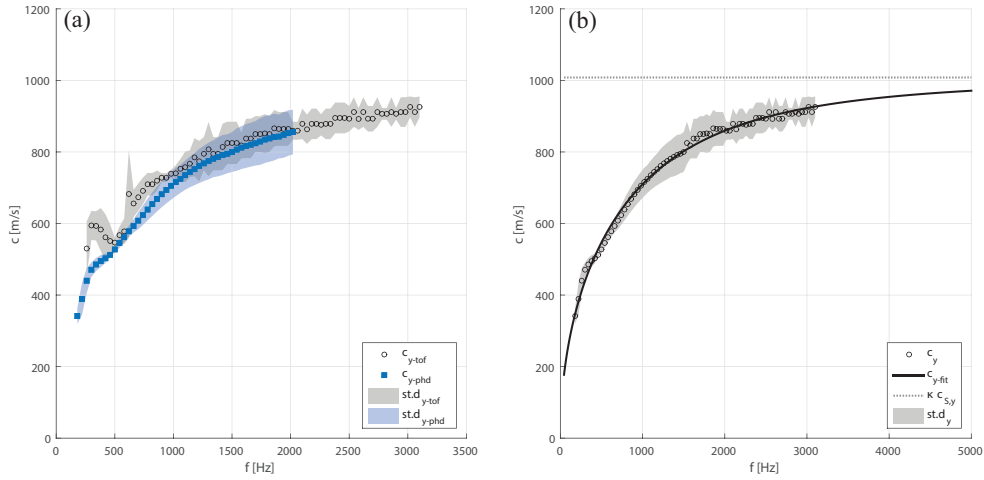 (a)
1200
1000
800
600
400
200
0
c [m/s]
0 500 1000 1500 2000 2500 3000 3500
f [Hz]
c y-tof
c y-phd
st.d y-tof
st.d y-phd
(b)
1200
1000
800
600
400
200
0
c [m/s]
0 1000 2000 3000 4000 5000
f [Hz]
c y
c y-fit
κ c S,y
st.d y